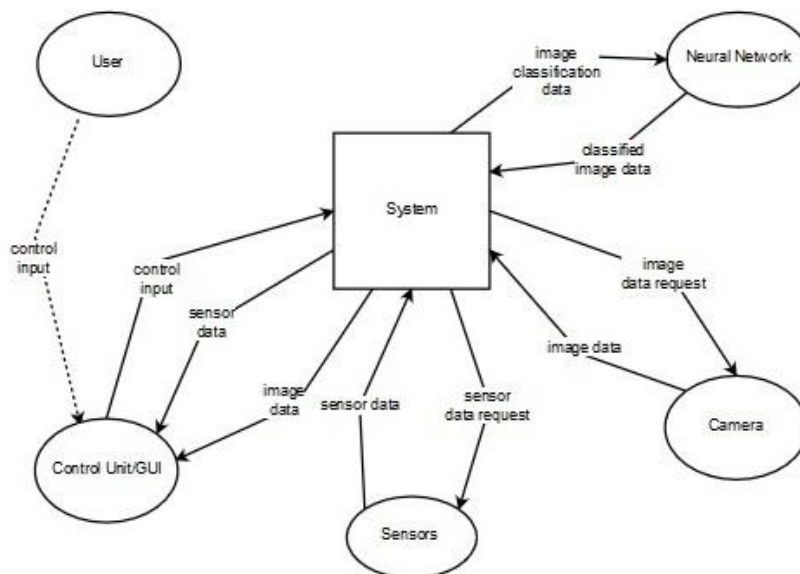 User
image
classification
data
Neural Network
classified
image data
System
control
input
control
input
sensor
data
image
data request
image data
image
data
sensor data
sensor
data request
Camera
Control Unit/GUI
Sensors